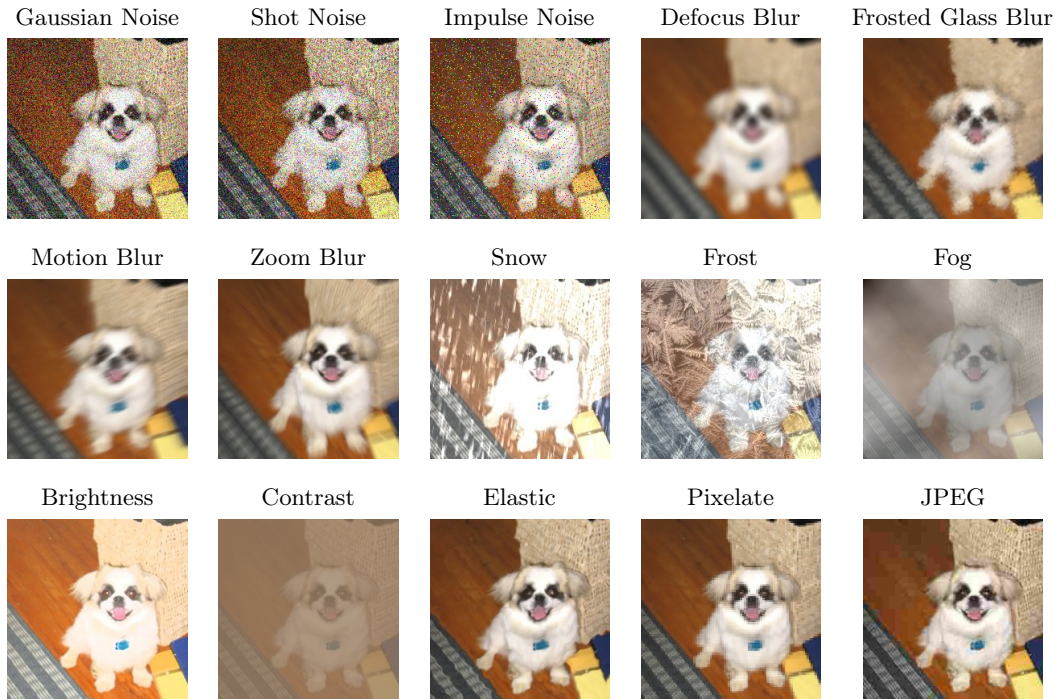 Gaussian Noise
Shot Noise
Impulse Noise
Defocus Blur
Frosted Glass Blur
Motion Blur
Zoom Blur
Snow
Frost
Fog
Brightness
Contrast
Elastic
Pixelate
JPEG